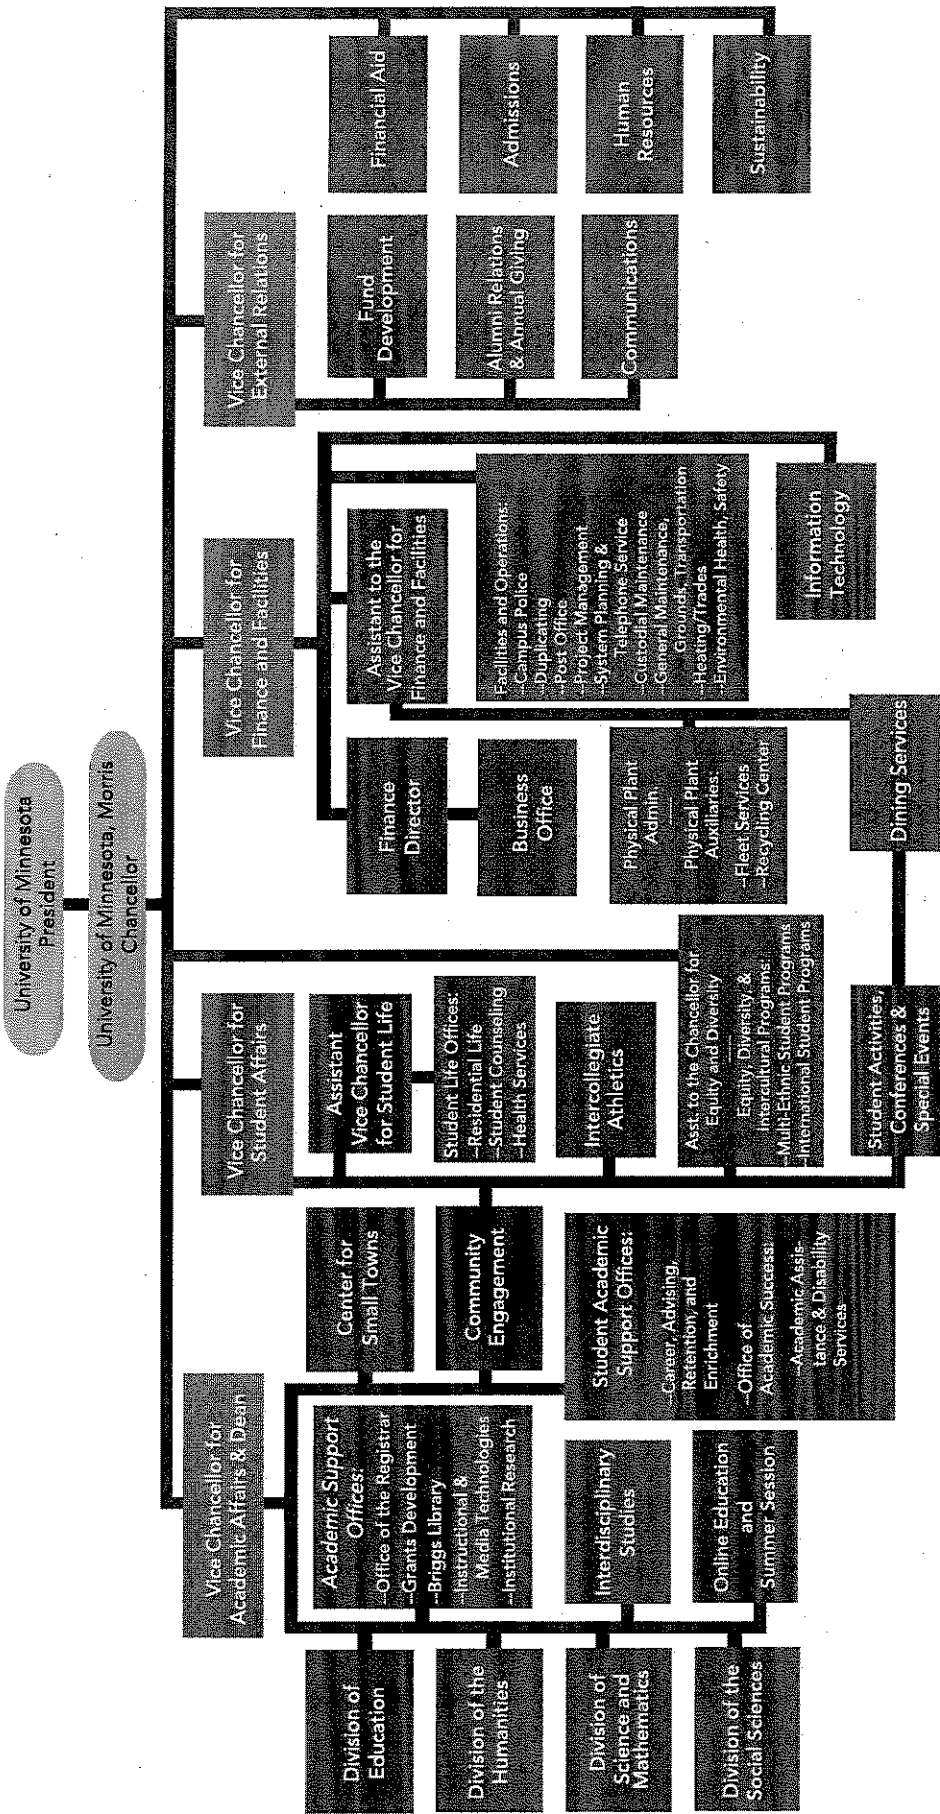 University of Minnesota
President
University of Minnesota, Morris
Chancellor
Vice Chancellor for
Academic Affairs & Dean
Vice Chancellor for
Student Affairs
Vice Chancellor for
Finance and Facilities
Vice Chancellor for
External Relations
Division of
Education
Division of the
Humanities
Division of
Science and
Mathematics
Division of the
Social Sciences
Academic Support
Offices:
--Office of the Registrar
--Grants Development
--Briggs Library
--Instructional &
Media Technologies
--Institutional Research
Interdisciplinary
Studies
Online Education
and
Summer Session
Center for
Small Towns
Community
Engagement
Student Academic
Support Offices:
--Career, Advising,
Retention, and
Enrichment
--Office of
Academic Success:
--Academic Assis-
tance & Disability
Services
Assistant
Vice Chancellor
for Student Life
Student Life Offices:
--Residential Life
--Student Counseling
--Health Services
Intercollegiate
Athletics
Asst. to the Chancellor for
Equity and Diversity
Equity, Diversity &
Intercultural Programs:
--Multi-Ethnic Student Programs
--International Student Programs
Student Activities,
Conferences &
Special Events
Finance
Director
Business
Office
Assistant to the
Vice Chancellor for
Finance and Facilities
Physical Plant
Admin
Physical Plant
Auxiliaries:
--Fleet Services
--Recycling Center
Dining Services
Facilities and Operations:
--Campus Police
--Duplicating
--Post Office
--Project Management
--System Planning &
Telephone Service
--Custodial Maintenance
--General Maintenance,
Grounds, Transportation
--Heating/Trades
--Environmental Health, Safety
Information
Technology
Fund
Development
Alumni Relations
& Annual Giving
Communications
Financial Aid
Admissions
Human
Resources
Sustainability